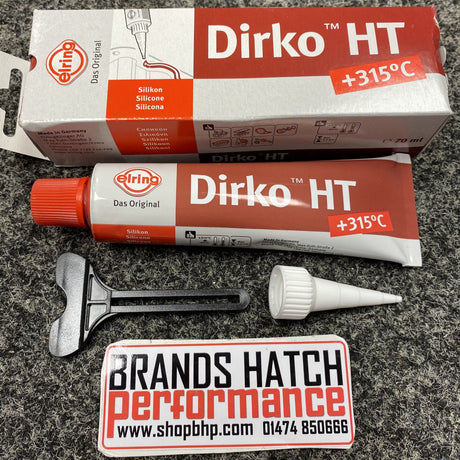 elring
Das Original
Dirko™ HT
+315°C
Silikon
Silicone
Silicona
Made in Germany
Силикон
70 ml
elring
Das Original
Dirko™ HT
+315°C
Silikon
Silicone
BRANDS HATCH
performance
www.shopbhp.com 01474 850666